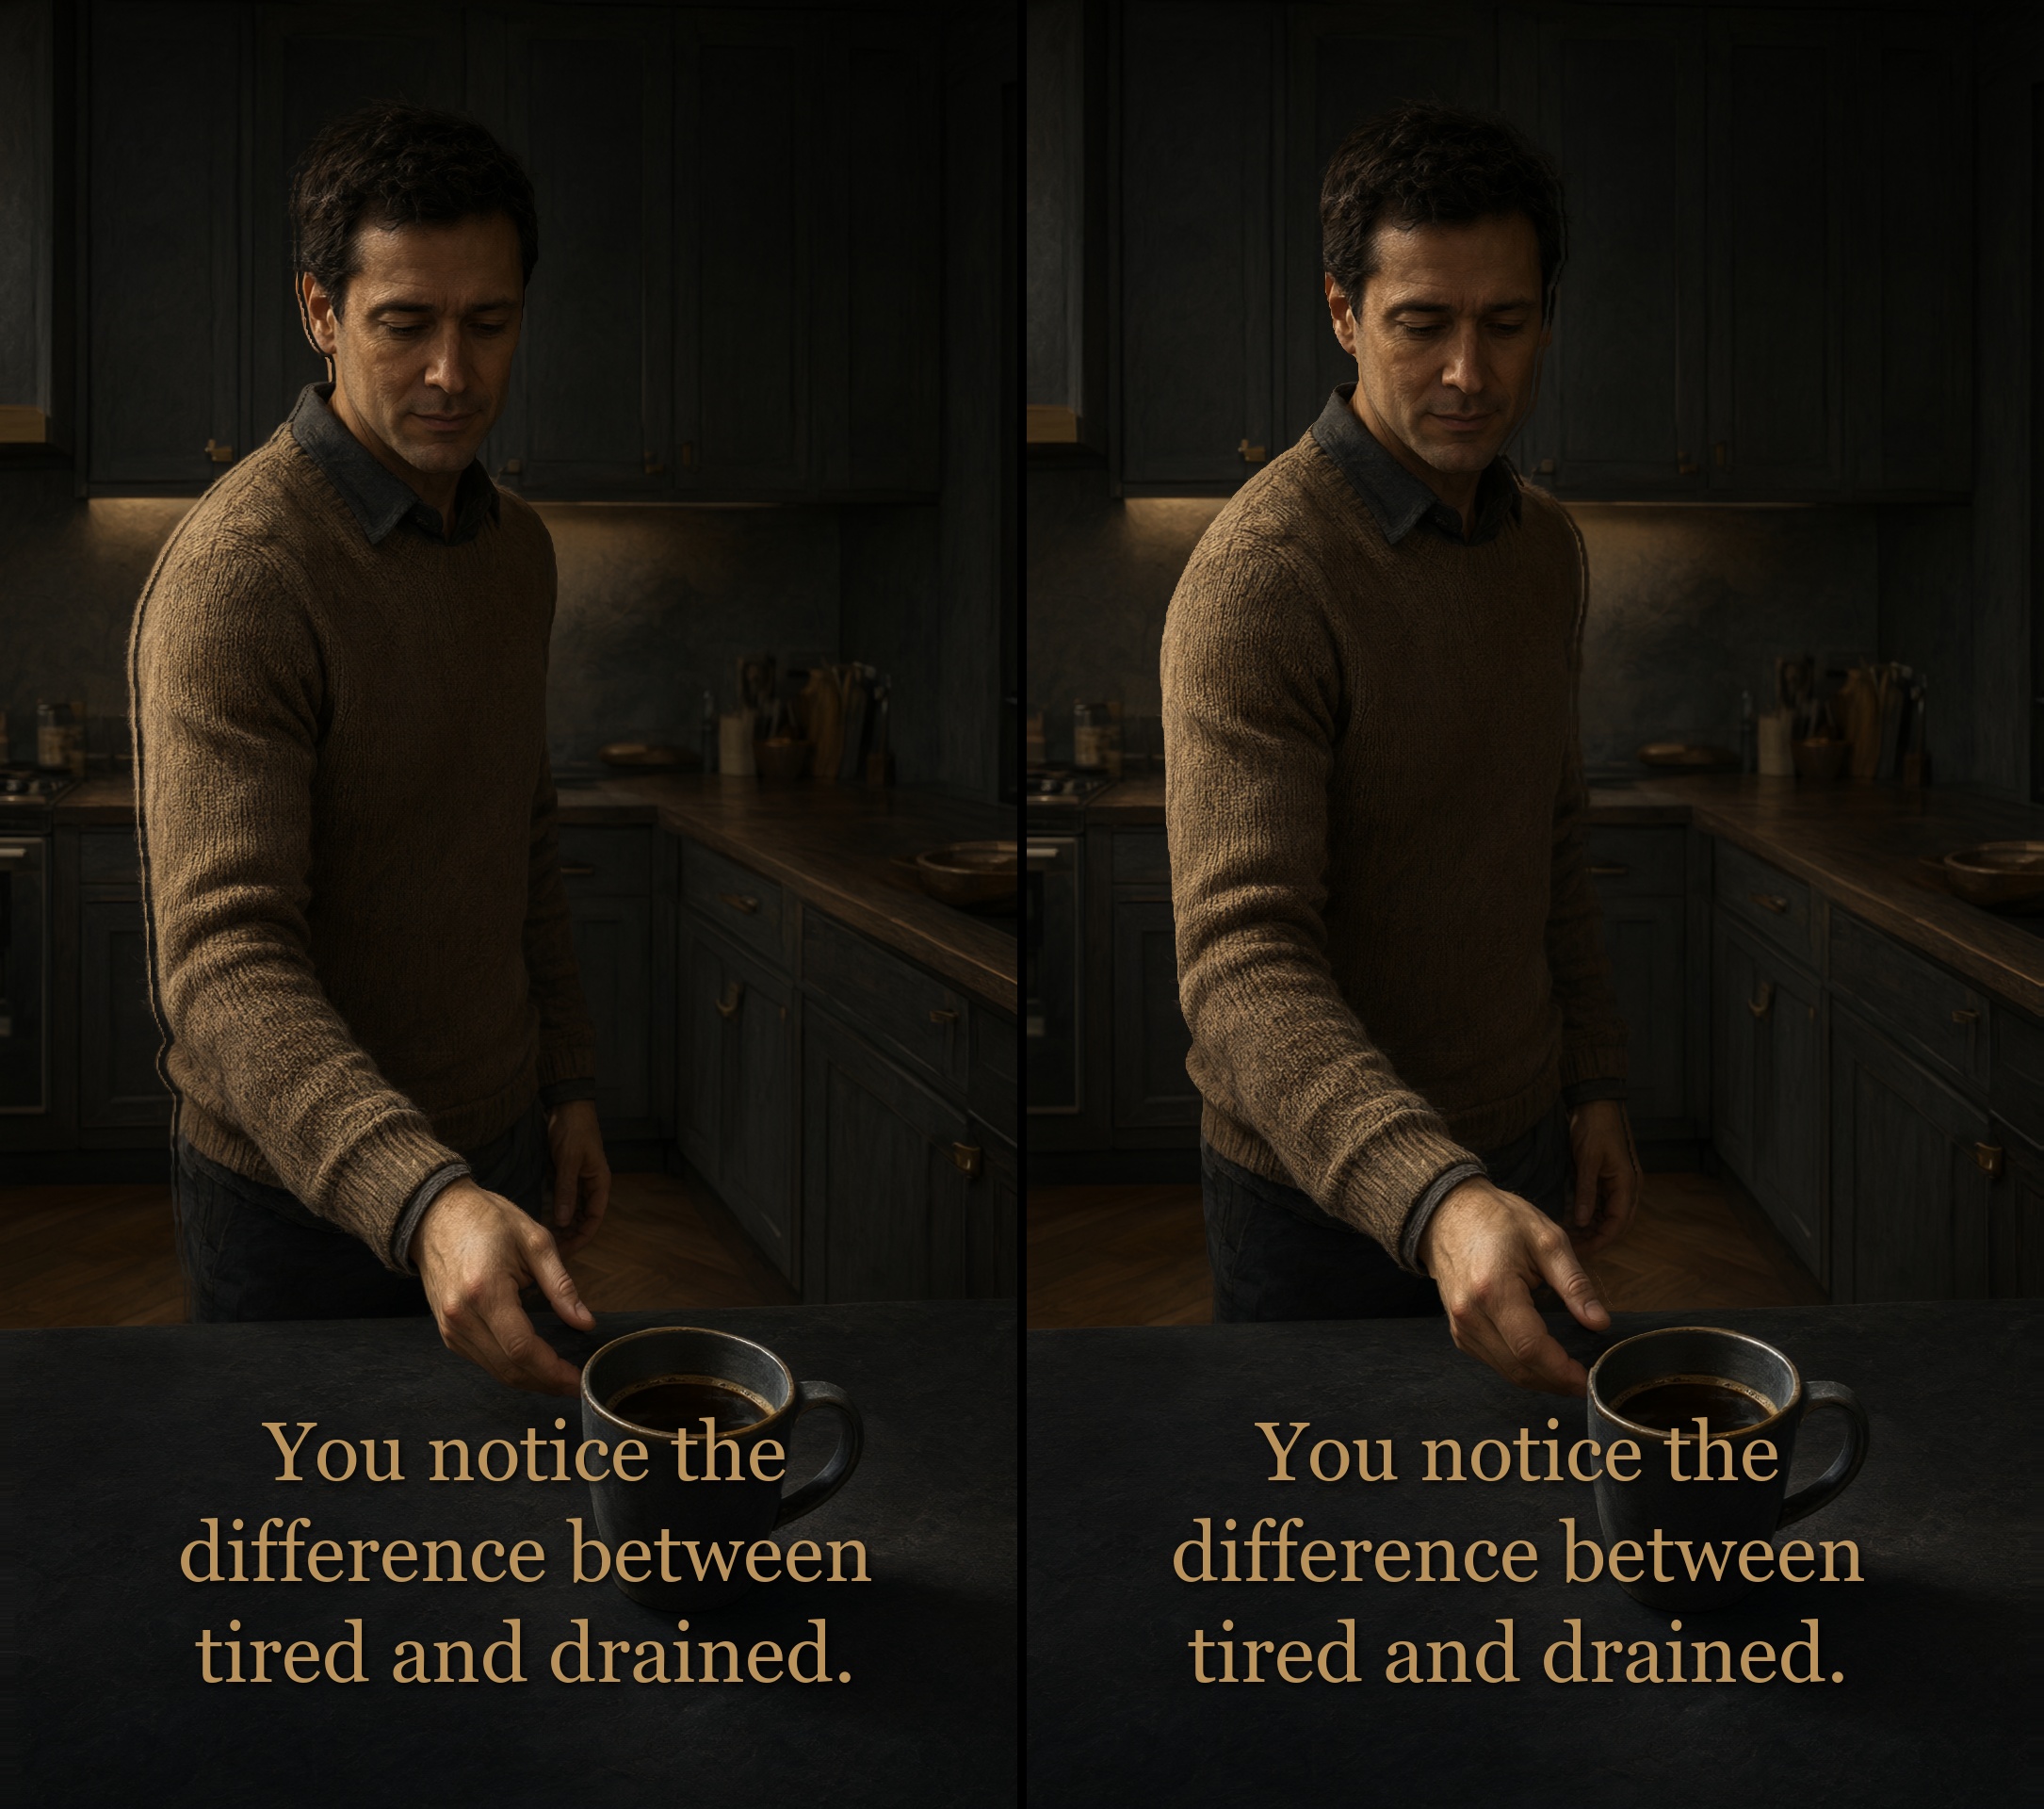 You notice the
difference between
tired and drained.
You notice the
difference between
tired and drained.